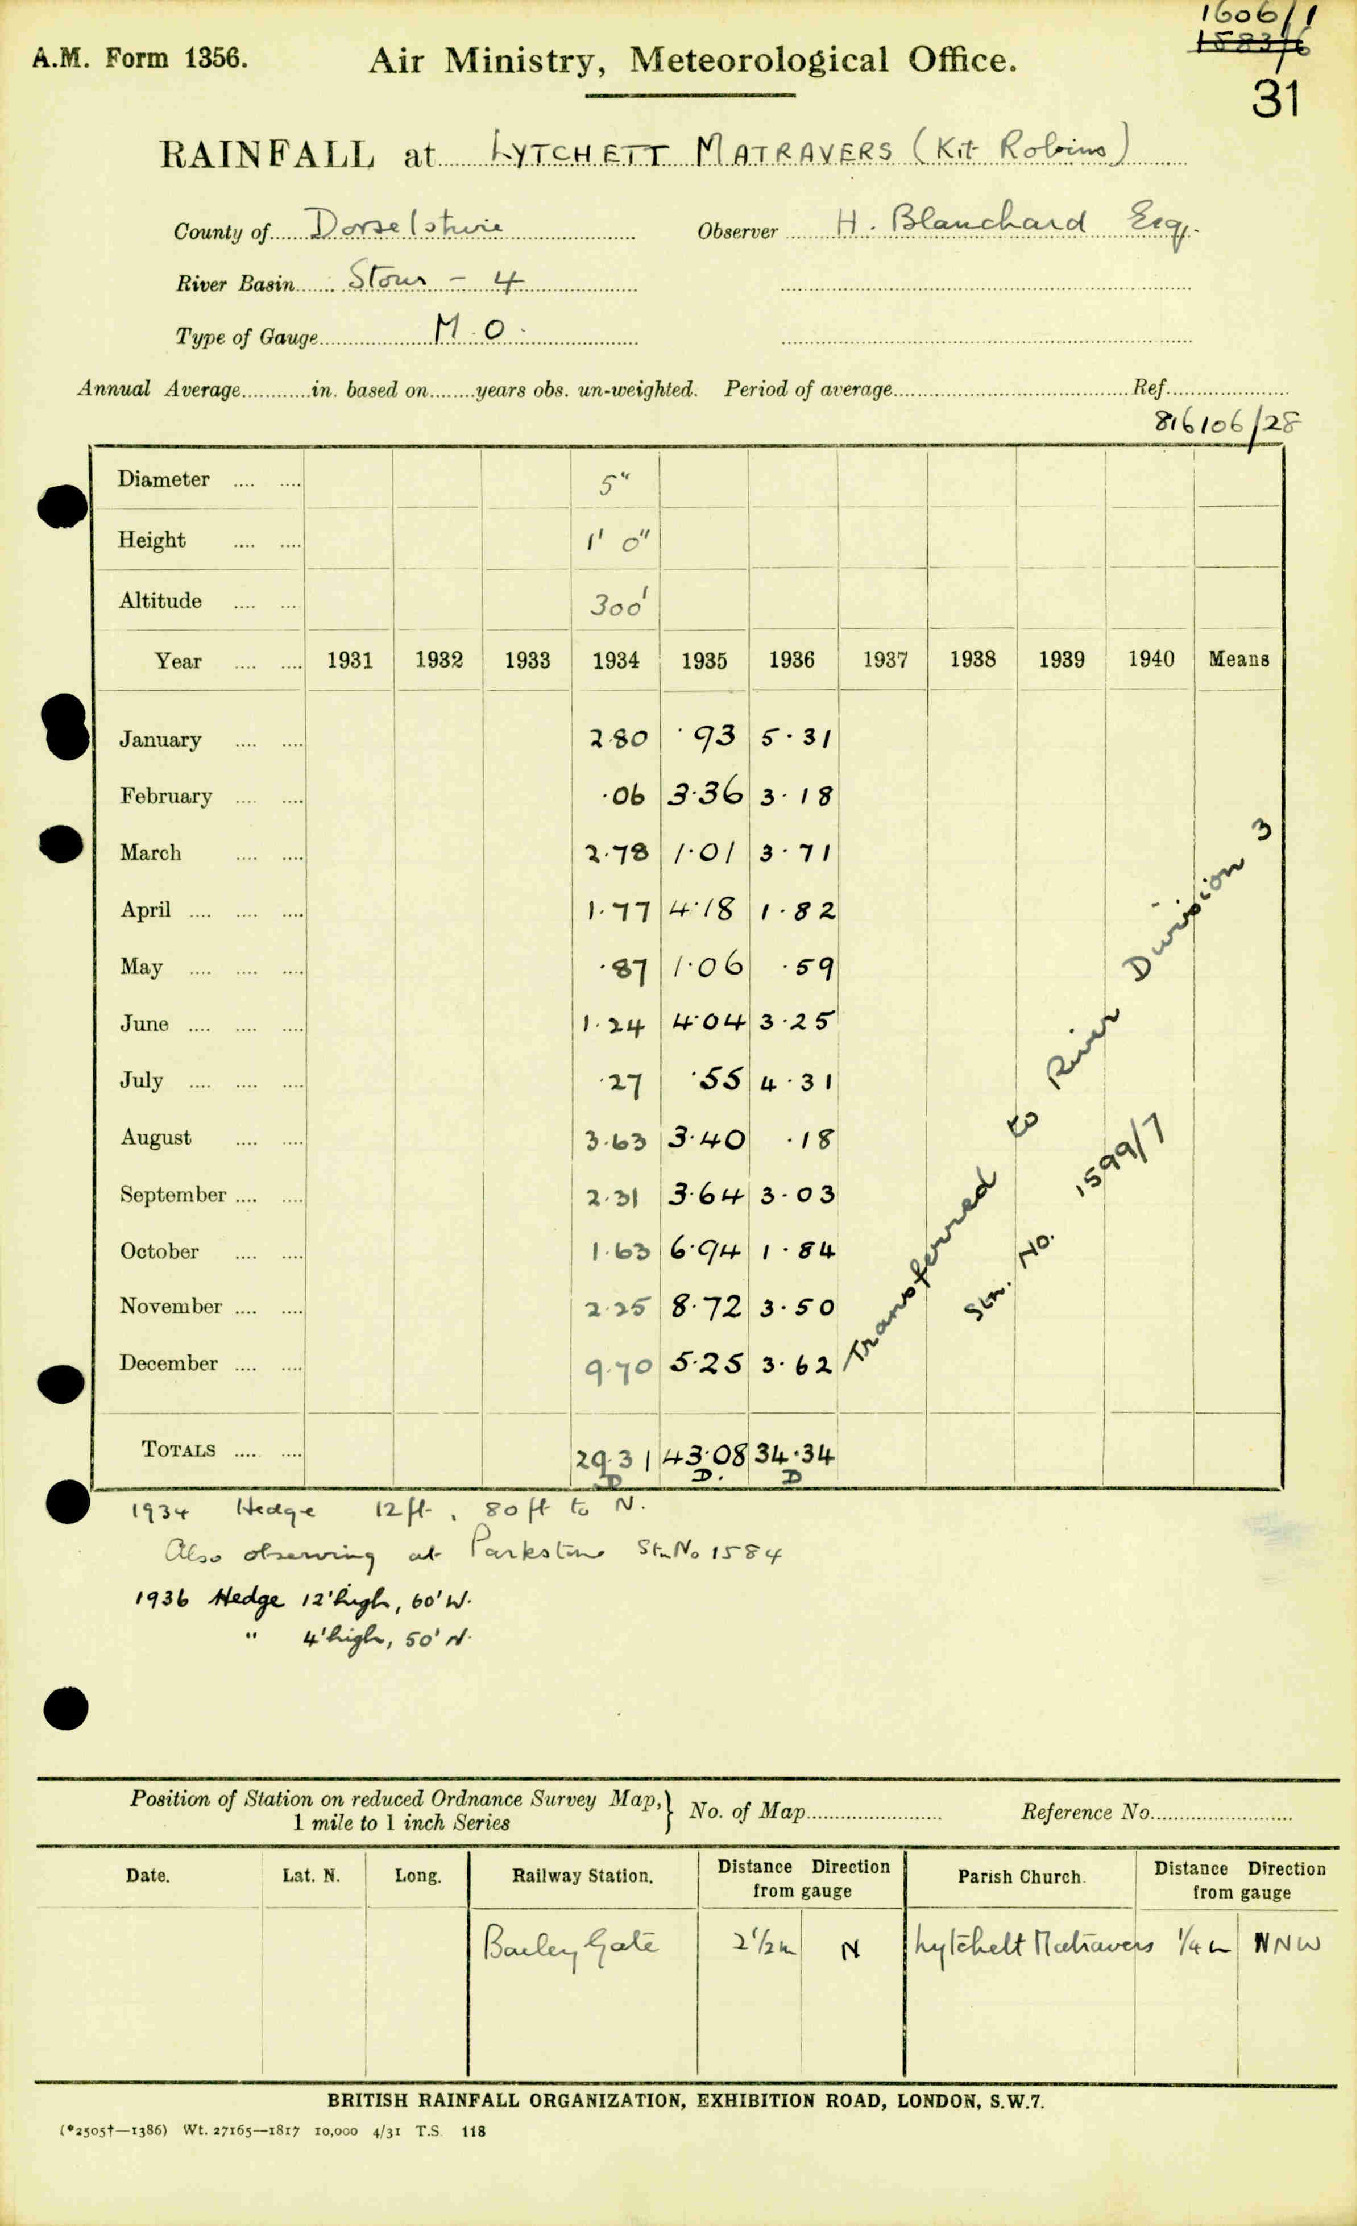 1606/1
1583/6
A.M. Form 1356. Air Ministry, Meteorological Office.
31
RAINFALL at LYTCHETT MATRAVERS (Kit Robins)
County of Dorsetshire Observer H. Blanchard Esq.
River Basin Stour - 4
Type of Gauge M.O.
Annual Average in. based on years obs. un-weighted. Period of average Ref.
816106/28
Diameter 5"
Height 1' 0"
Altitude 300'
Year 1931 1932 1933 1934 1935 1936 1937 1938 1939 1940 Means
January 2.80 .93 5.31
February .06 3.36 3.18
March 2.78 1.01 3.71
April 1.77 4.18 1.82
May .87 1.06 .59
June 1.24 4.04 3.25
July .27 .55 4.31
August 3.63 3.40 .18
September 2.31 3.64 3.03
October 1.63 6.94 1.84
November 2.25 8.72 3.50
December 9.70 5.25 3.62
Transferred to River Division 3
Stn. No. 1599/7
TOTALS 29.31 43.08 34.34
D D. D
1934 Hedge 12ft, 80ft to N.
Also observing at Parkstone Stn No 1584
1936 Hedge 12' high, 60' W.
" 4' high, 50' N.
Position of Station on reduced Ordnance Survey Map, } No. of Map Reference No.
1 mile to 1 inch Series
Date. Lat. N. Long. Railway Station. Distance Direction from gauge Parish Church. Distance Direction from gauge
Bailey Gate 2½m N Lytchett Matravers ¼m NNW
BRITISH RAINFALL ORGANIZATION, EXHIBITION ROAD, LONDON, S.W.7.
(*2505†—1386) Wt. 27165—1817 10,000 4/31 T.S. 118